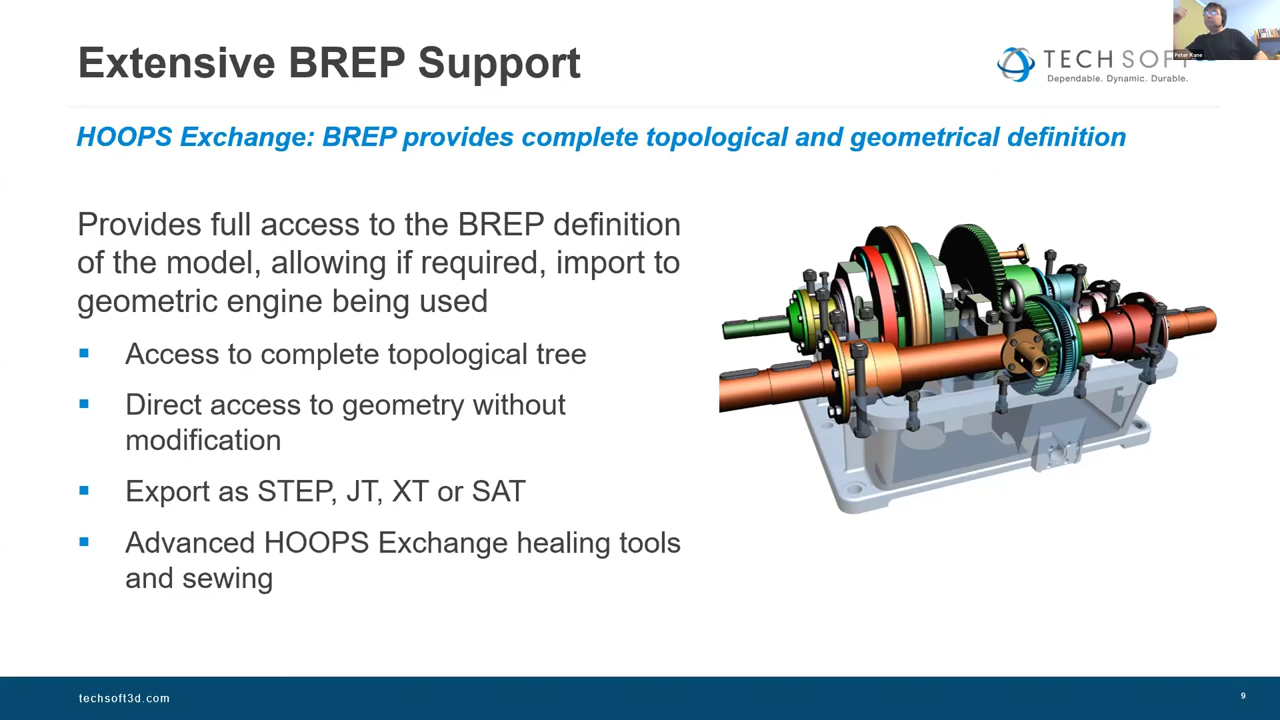 Extensive BREP Support
TECH SOFT
Dependable. Dynamic. Durable.
Peter Kane
HOOPS Exchange: BREP provides complete topological and geometrical definition
Provides full access to the BREP definition
of the model, allowing if required, import to
geometric engine being used
Access to complete topological tree
Direct access to geometry without
modification
Export as STEP, JT, XT or SAT
Advanced HOOPS Exchange healing tools
and sewing
techsoft3d.com
9